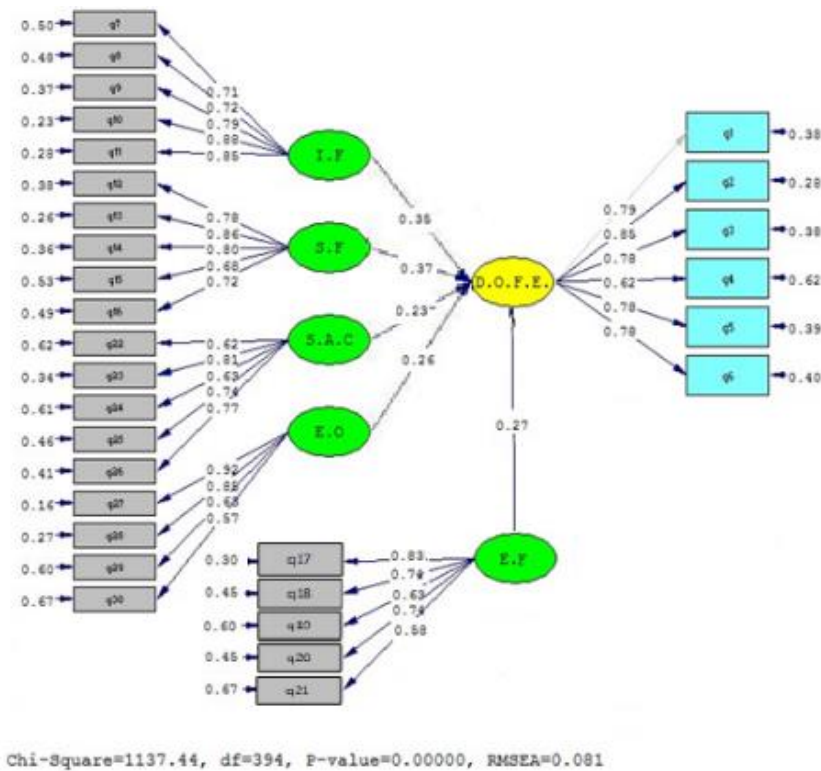 0.50 q7
0.48 q8
0.37 q9
0.23 q10
0.28 q11
0.38 q12
0.26 q13
0.36 q14
0.53 q15
0.49 q16
0.62 q22
0.34 q23
0.61 q24
0.46 q25
0.41 q26
0.16 q27
0.27 q28
0.60 q29
0.67 q30
0.71
0.72
0.79
0.88
0.85
I.F
0.78
0.86
0.80
0.68
0.72
S.F
0.62
0.81
0.63
0.74
0.77
S.A.C
0.92
0.63
0.57
E.O
0.35
0.37
0.23
0.26
D.O.F.E.
0.27
0.79
0.85
0.78
0.62
0.78
0.78
q1 0.38
q2 0.28
q3 0.38
q4 0.62
q5 0.39
q6 0.40
0.30 q17
0.45 q18
0.60 q19
0.45 q20
0.67 q21
0.83
0.74
0.63
0.74
0.58
E.F
Chi-Square=1137.44, df=394, P-value=0.00000, RMSEA=0.081